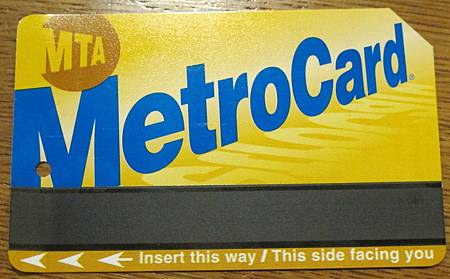 MTA
MetroCard®
Insert this way / This side facing you